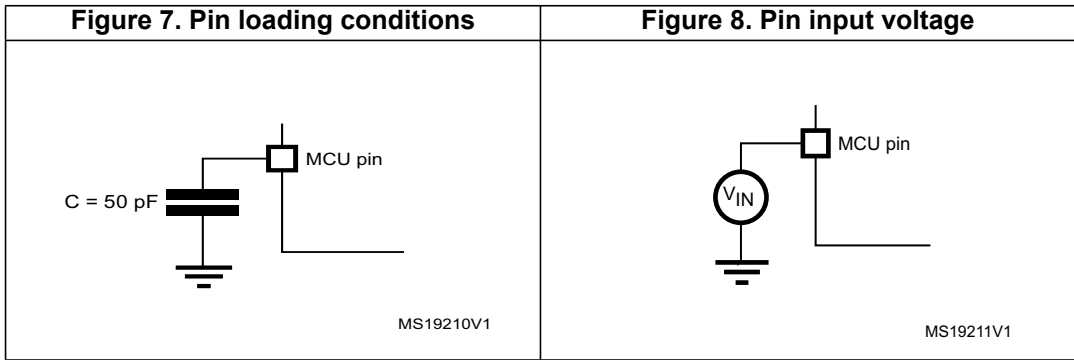 Figure 7. Pin loading conditions
Figure 8. Pin input voltage
MCU pin
C = 50 pF
MS19210V1
MCU pin
VIN
MS19211V1